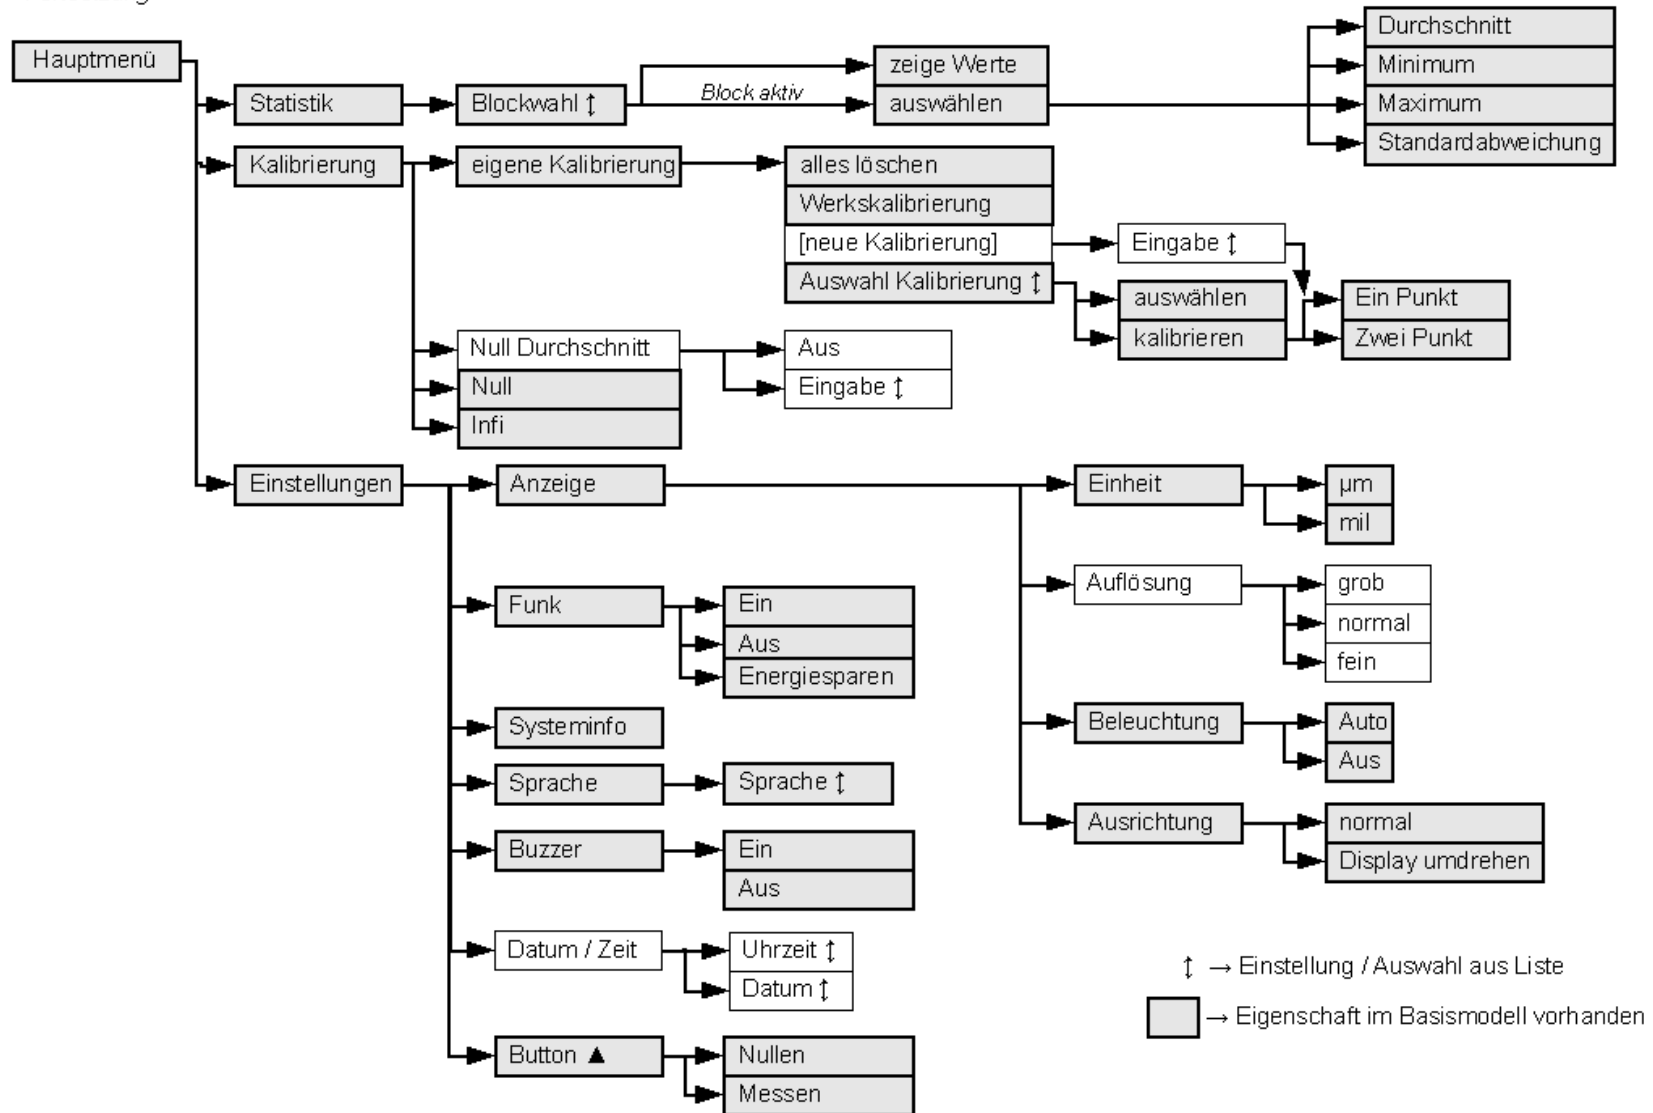 Hauptmenü
Statistik
Blockwahl ↕
Block aktiv
zeige Werte
auswählen
Durchschnitt
Minimum
Maximum
Standardabweichung
Kalibrierung
eigene Kalibrierung
alles löschen
Werkskalibrierung
[neue Kalibrierung]
Auswahl Kalibrierung ↕
Eingabe ↕
auswählen
kalibrieren
Ein Punkt
Zwei Punkt
Null Durchschnitt
Null
Infi
Aus
Eingabe ↕
Einstellungen
Anzeige
Einheit
µm
mil
Auflösung
grob
normal
fein
Beleuchtung
Auto
Aus
Ausrichtung
normal
Display umdrehen
Funk
Ein
Aus
Energiesparen
Systeminfo
Sprache
Sprache ↕
Buzzer
Ein
Aus
Datum / Zeit
Uhrzeit ↕
Datum ↕
Button ▲
Nullen
Messen
↕ → Einstellung / Auswahl aus Liste
→ Eigenschaft im Basismodell vorhanden